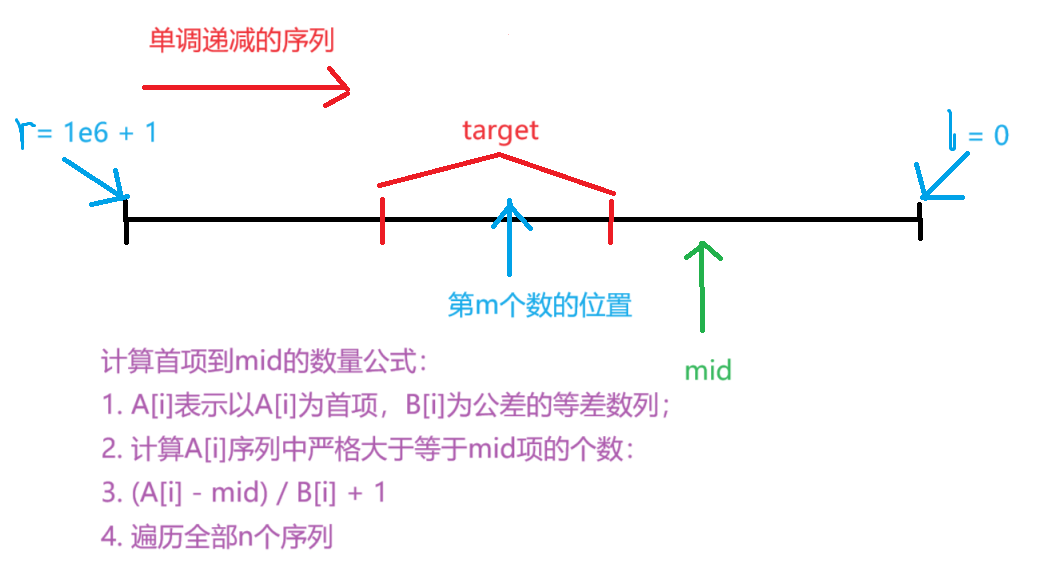 单调递减的序列
r = 1e6 + 1
target
l = 0
第m个数的位置
mid
计算首项到mid的数量公式：
1. A[i]表示以A[i]为首项，B[i]为公差的等差数列；
2. 计算A[i]序列中严格大于等于mid项的个数：
3. (A[i] - mid) / B[i] + 1
4. 遍历全部n个序列